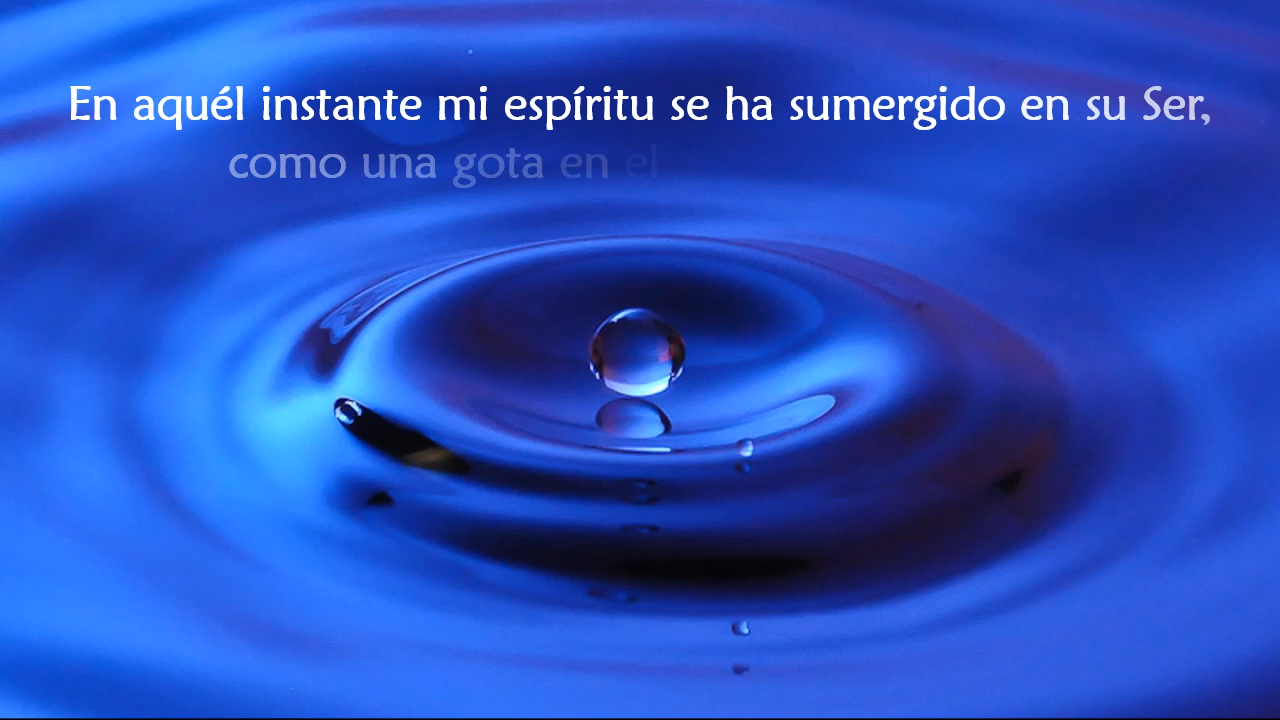 En aquél instante mi espíritu se ha sumergido en su Ser,
como una gota en el